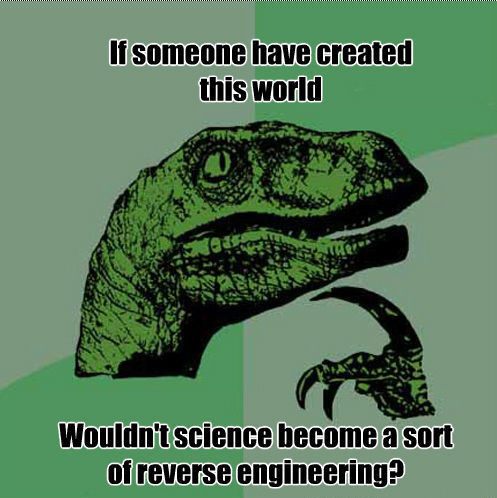 If someone have created
this world
Wouldn't science become a sort
of reverse engineering?